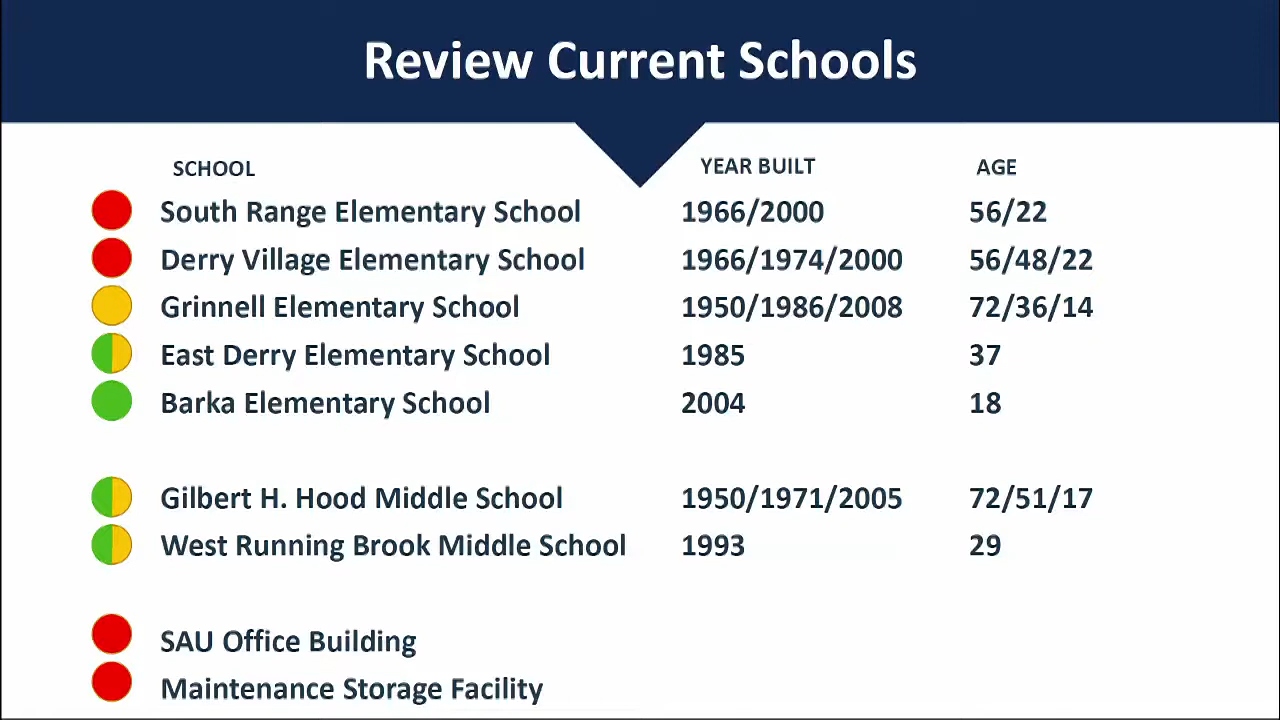 Review Current Schools
SCHOOL YEAR BUILT AGE
South Range Elementary School 1966/2000 56/22
Derry Village Elementary School 1966/1974/2000 56/48/22
Grinnell Elementary School 1950/1986/2008 72/36/14
East Derry Elementary School 1985 37
Barka Elementary School 2004 18
Gilbert H. Hood Middle School 1950/1971/2005 72/51/17
West Running Brook Middle School 1993 29
SAU Office Building
Maintenance Storage Facility